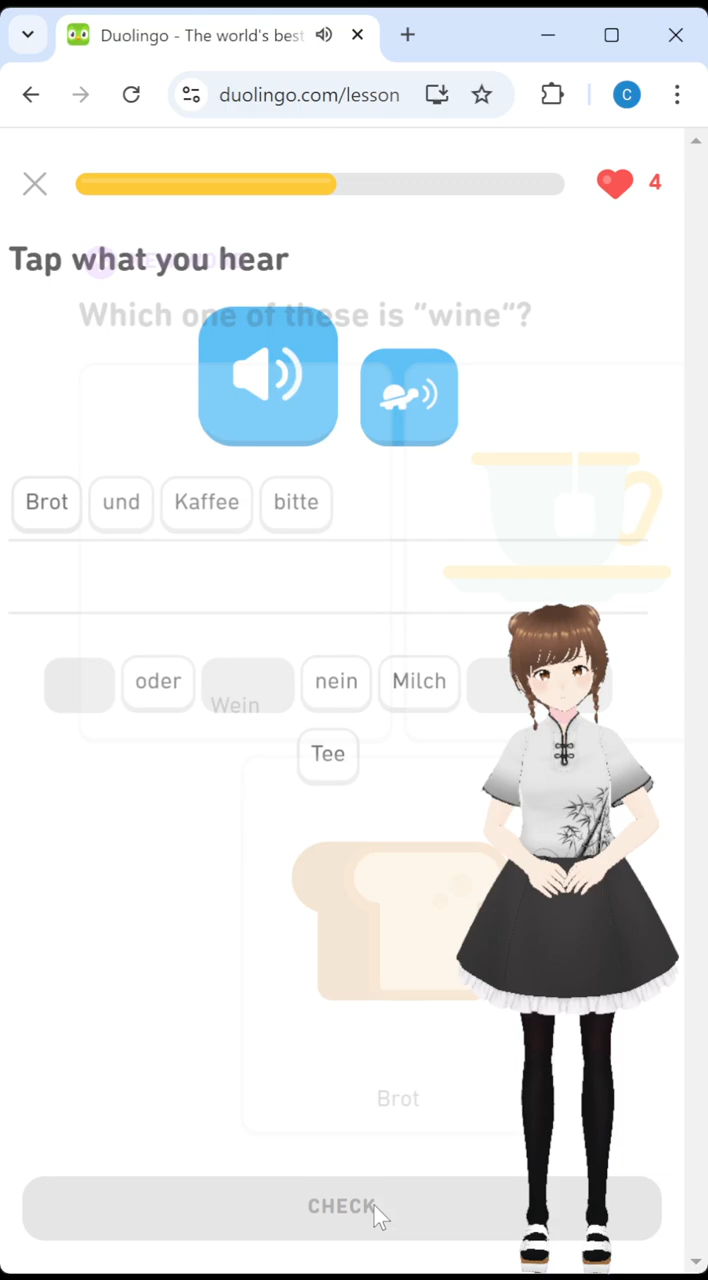 Duolingo - The world's best
duolingo.com/lesson
C
4
Tap what you hear
Which one of these is "wine"?
Brot und Kaffee bitte
oder nein Milch
Wein
Tee
Brot
CHECK